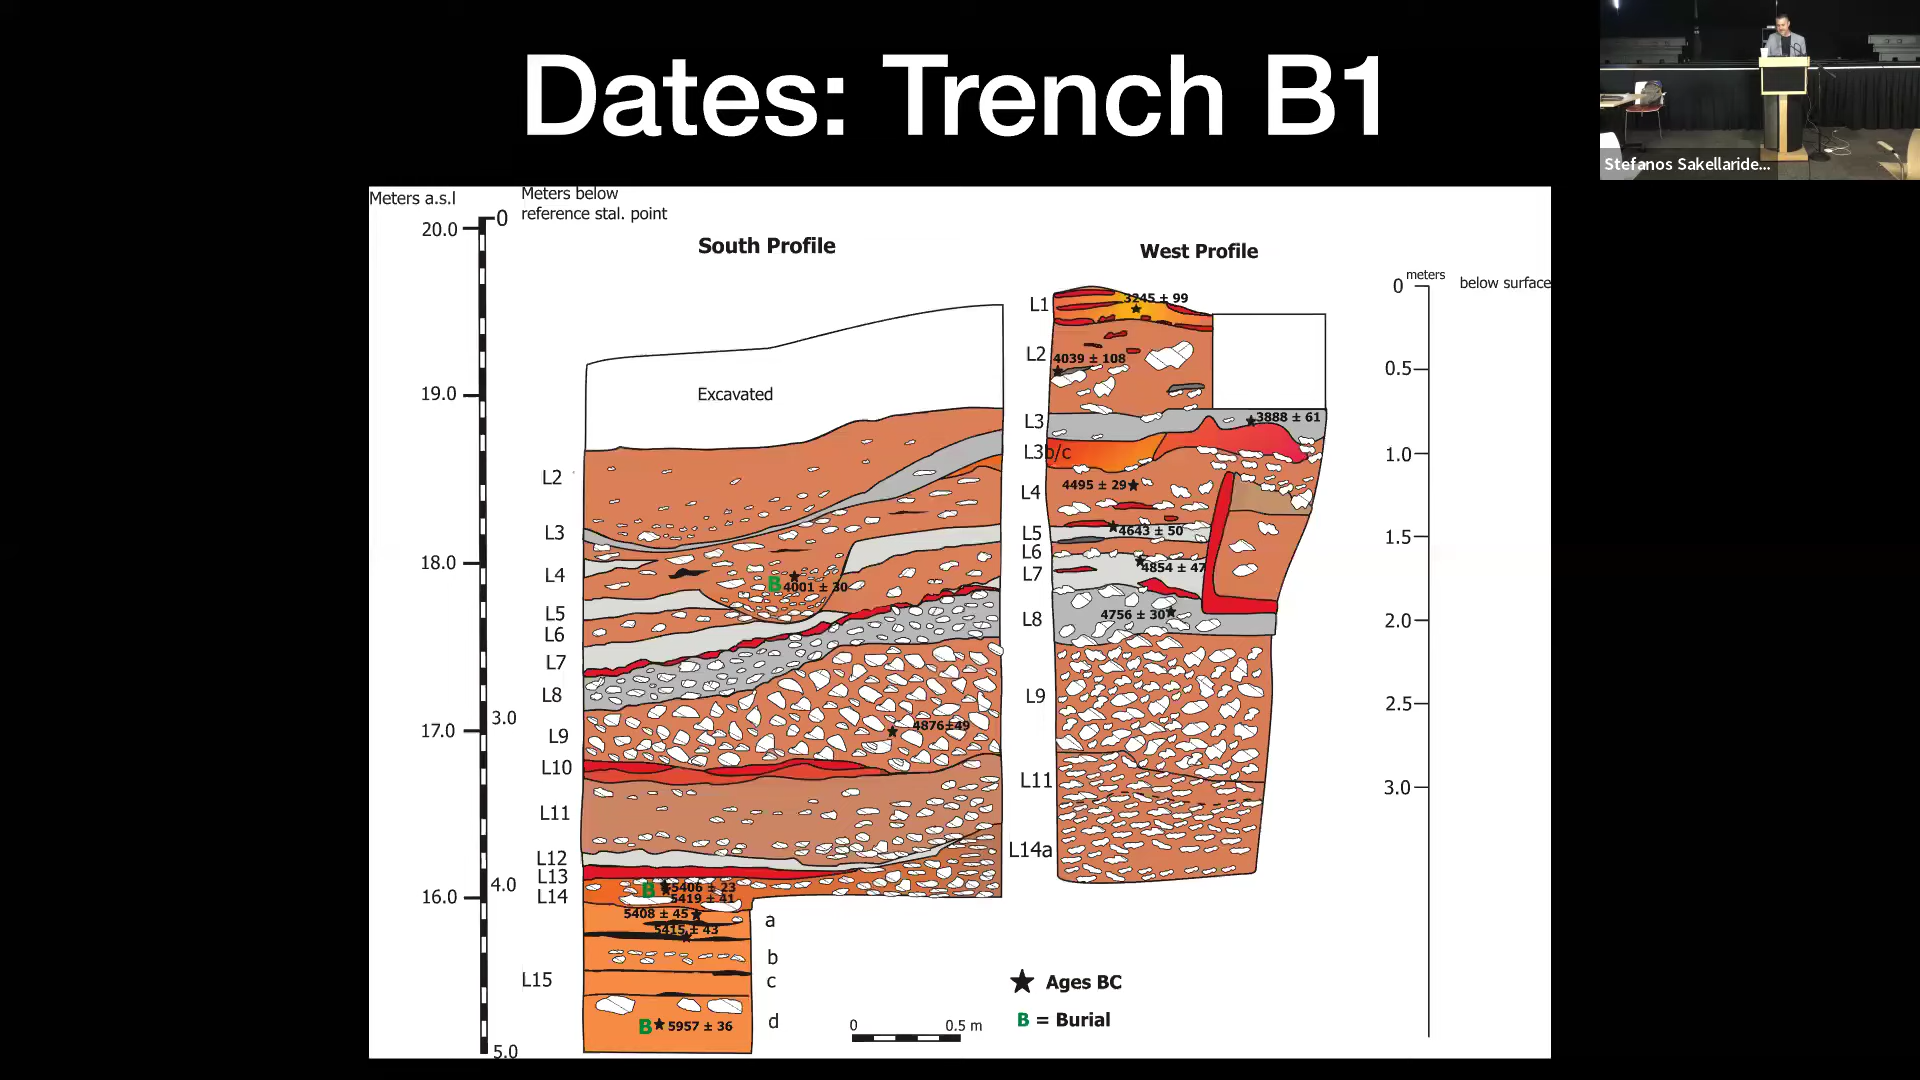 Dates: Trench B1
Stefanos Sakellaride...
Meters a.s.l
Meters below
reference stal. point
0
20.0
19.0
18.0
17.0
16.0
3.0
4.0
5.0
South Profile
Excavated
L2
L3
L4
L5
L6
L7
L8
L9
L10
L11
L12
L13
L14
L15
B 4001 ± 30
4876±49
B 5406 ± 23
5419 ± 41
5408 ± 45
5415 ± 43
B 5957 ± 36
a
b
c
d
0 0.5 m
West Profile
L1
L2
L3
L3b/c
L4
L5
L6
L7
L8
L9
L11
L14a
3245 ± 99
4039 ± 108
3888 ± 61
4495 ± 29
4643 ± 50
4854 ± 47
4756 ± 30
0 meters below surface
0.5
1.0
1.5
2.0
2.5
3.0
Ages BC
B = Burial